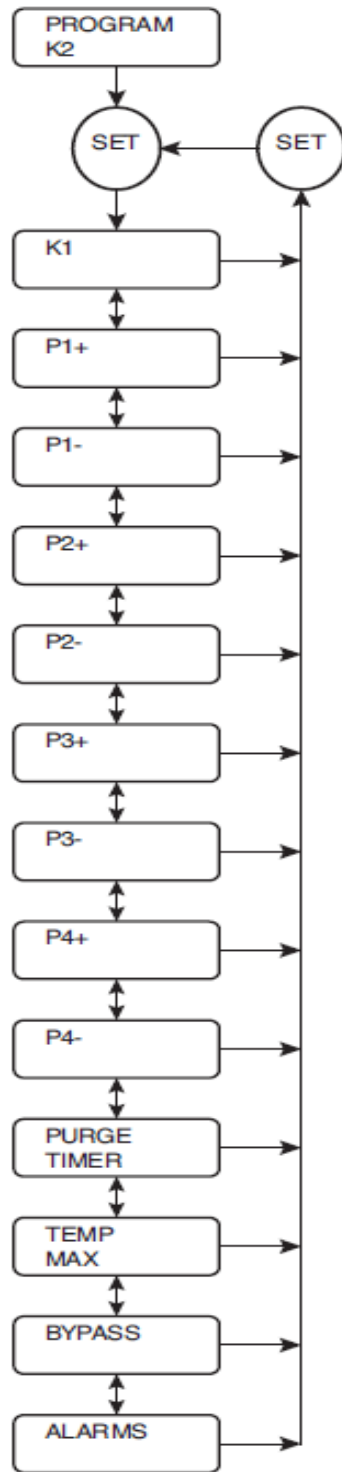 PROGRAM
K2
SET
SET
K1
P1+
P1-
P2+
P2-
P3+
P3-
P4+
P4-
PURGE
TIMER
TEMP
MAX
BYPASS
ALARMS